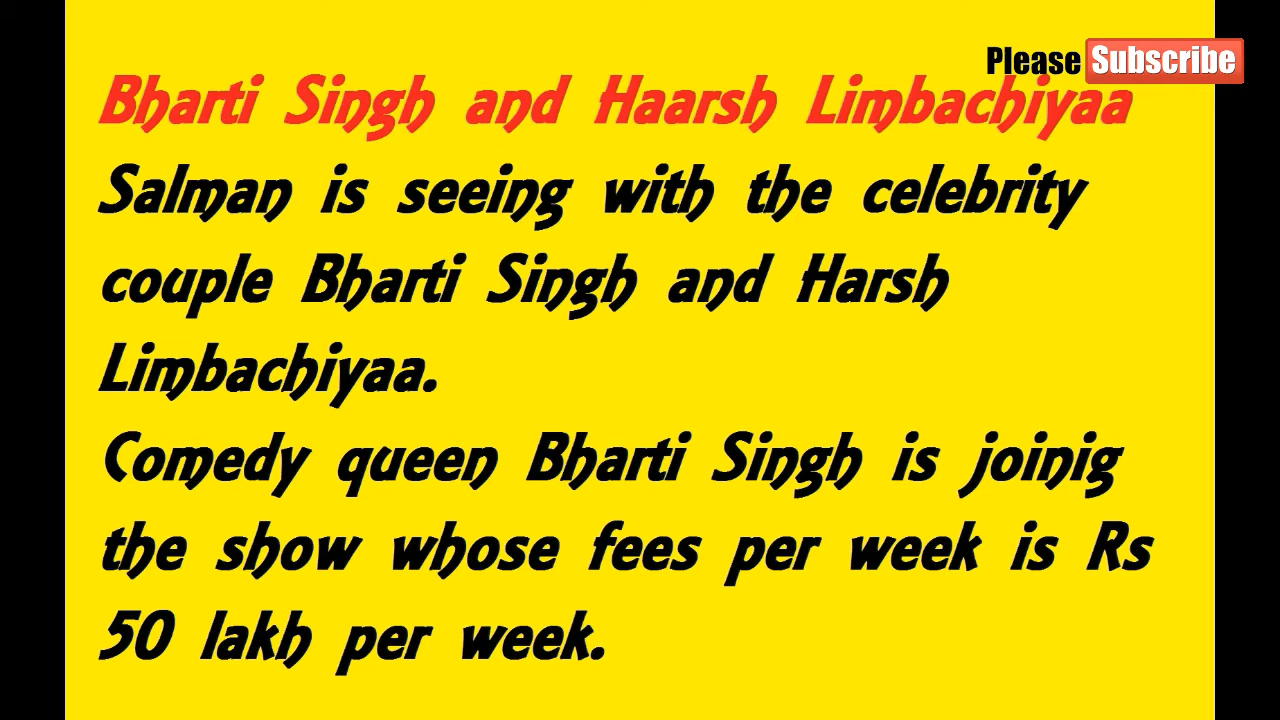 Please Subscribe
Bharti Singh and Haarsh Limbachiyaa
Salman is seeing with the celebrity
couple Bharti Singh and Harsh
Limbachiyaa.
Comedy queen Bharti Singh is joinig
the show whose fees per week is Rs
50 lakh per week.